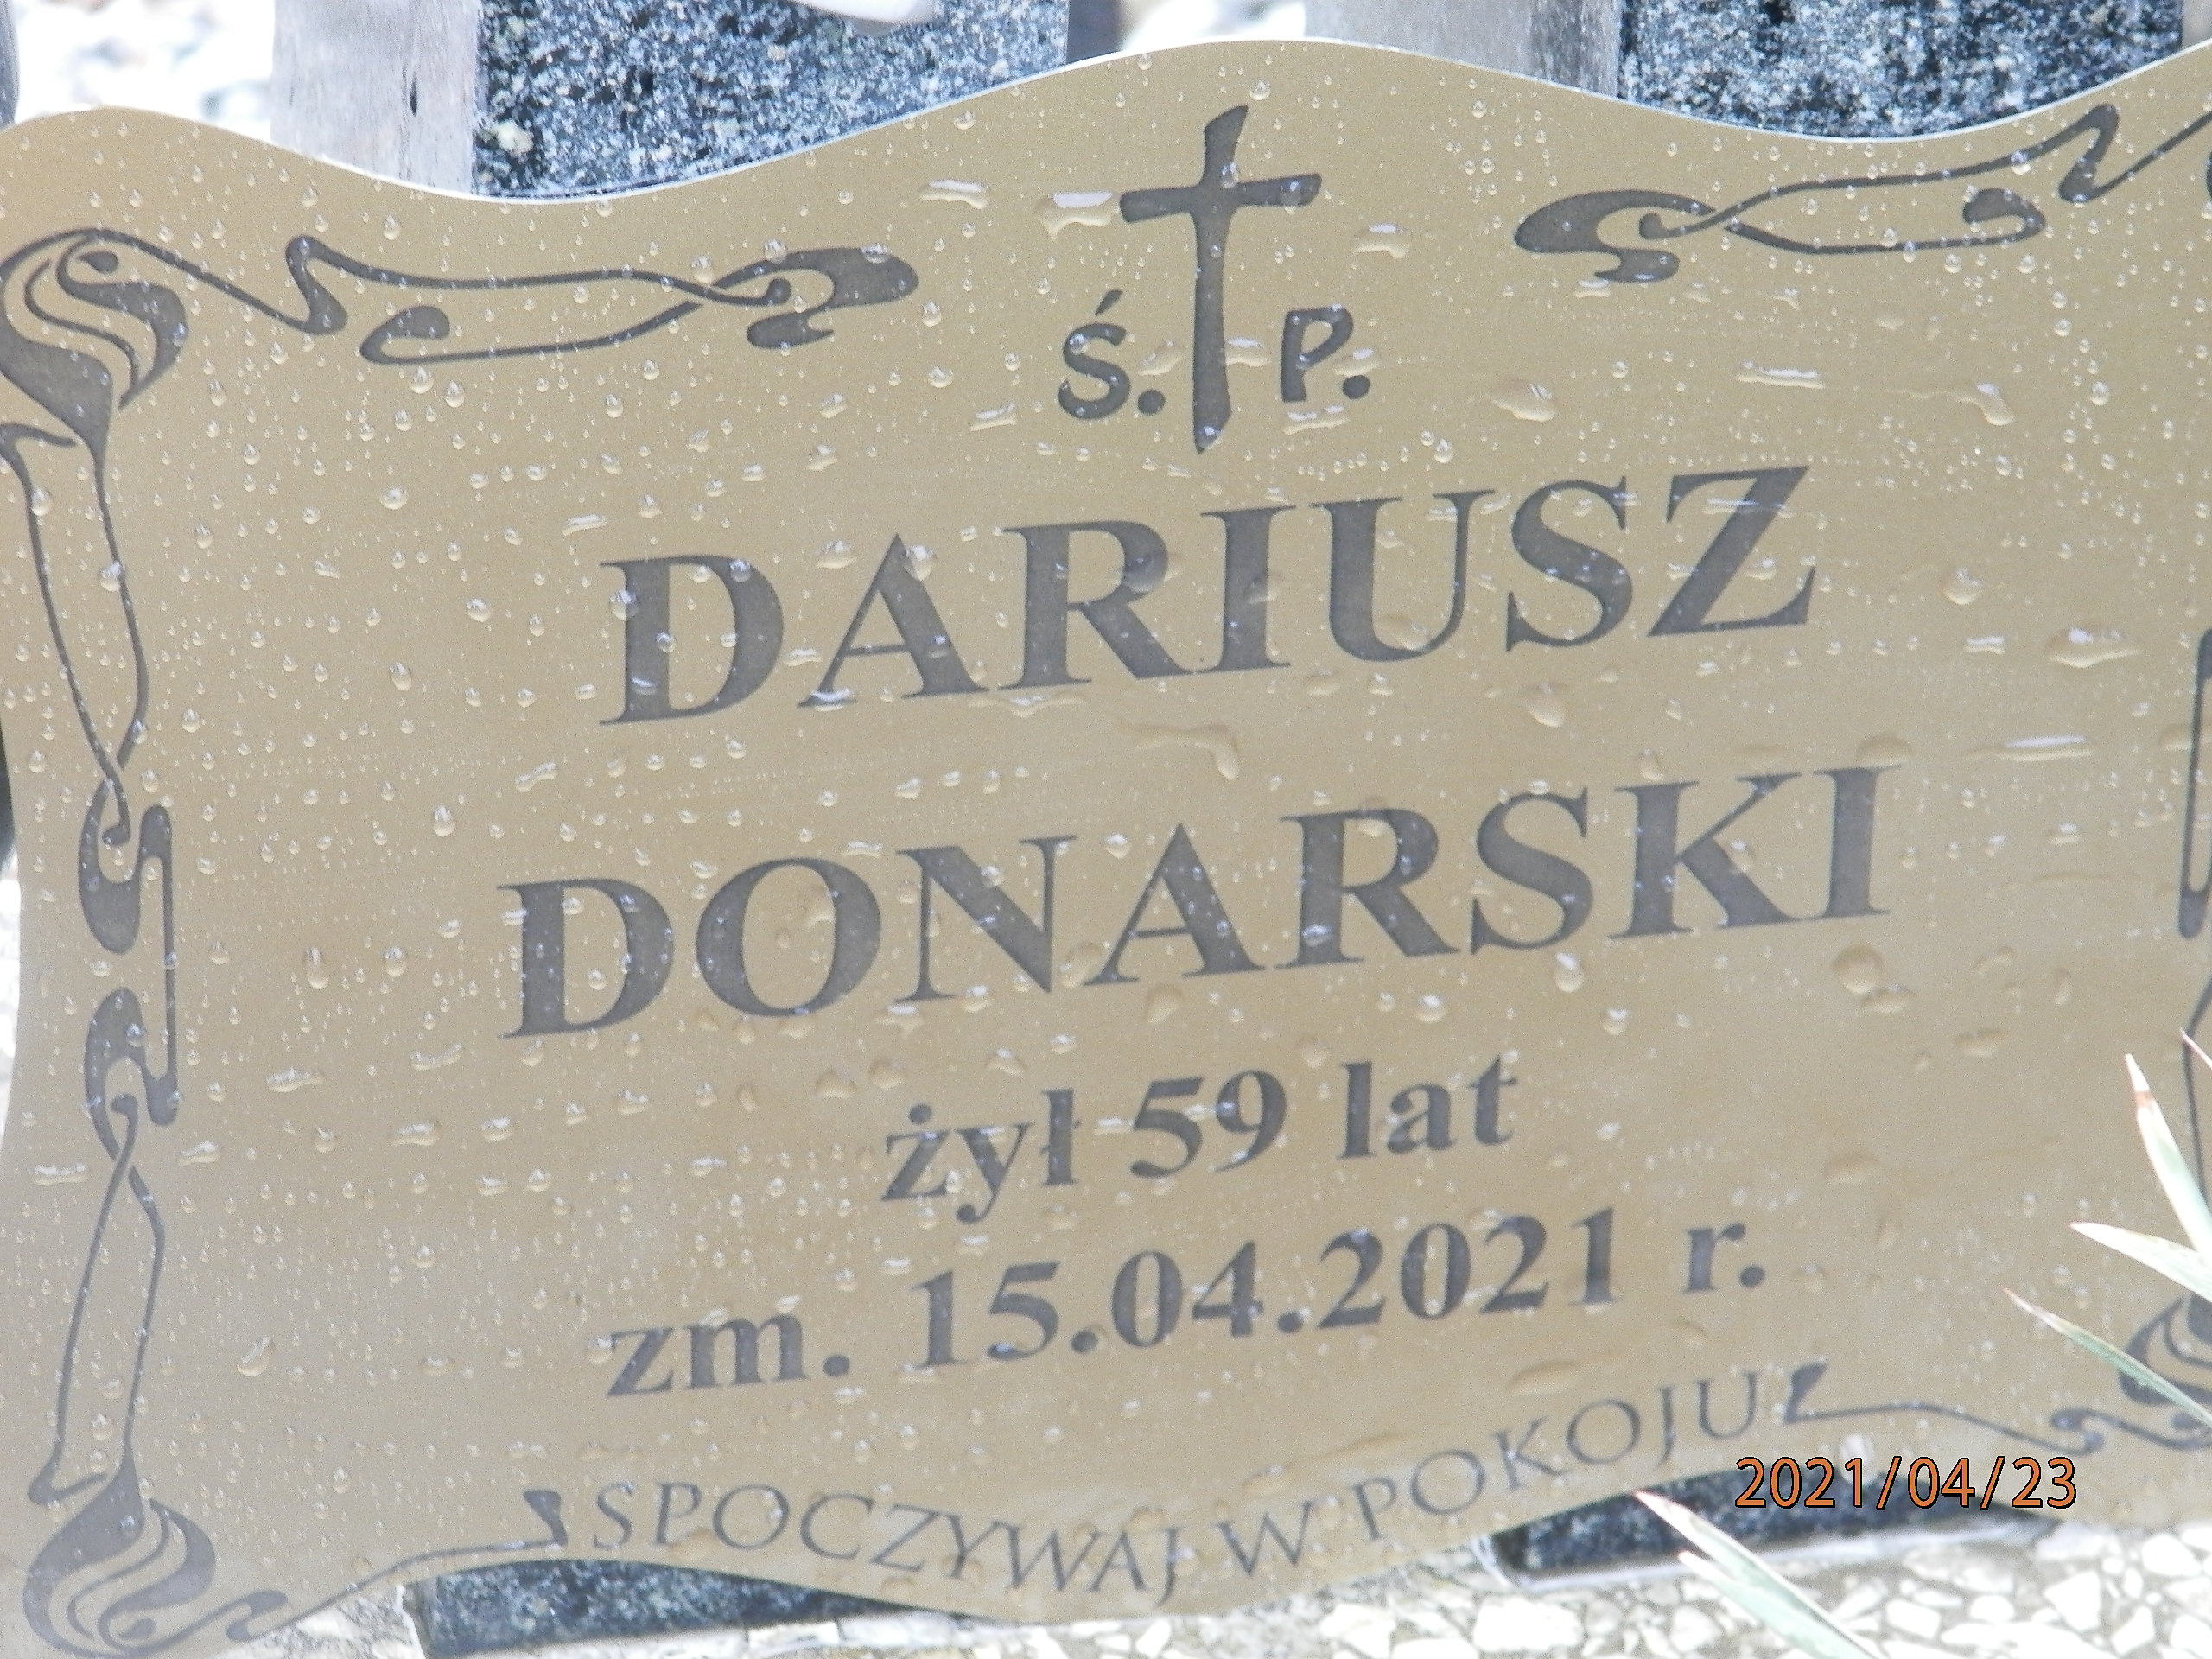 Ś. P.
DARIUSZ
DONARSKI
żył 59 lat
zm. 15.04.2021 r.
SPOCZYWAJ W POKOJU
2021/04/23